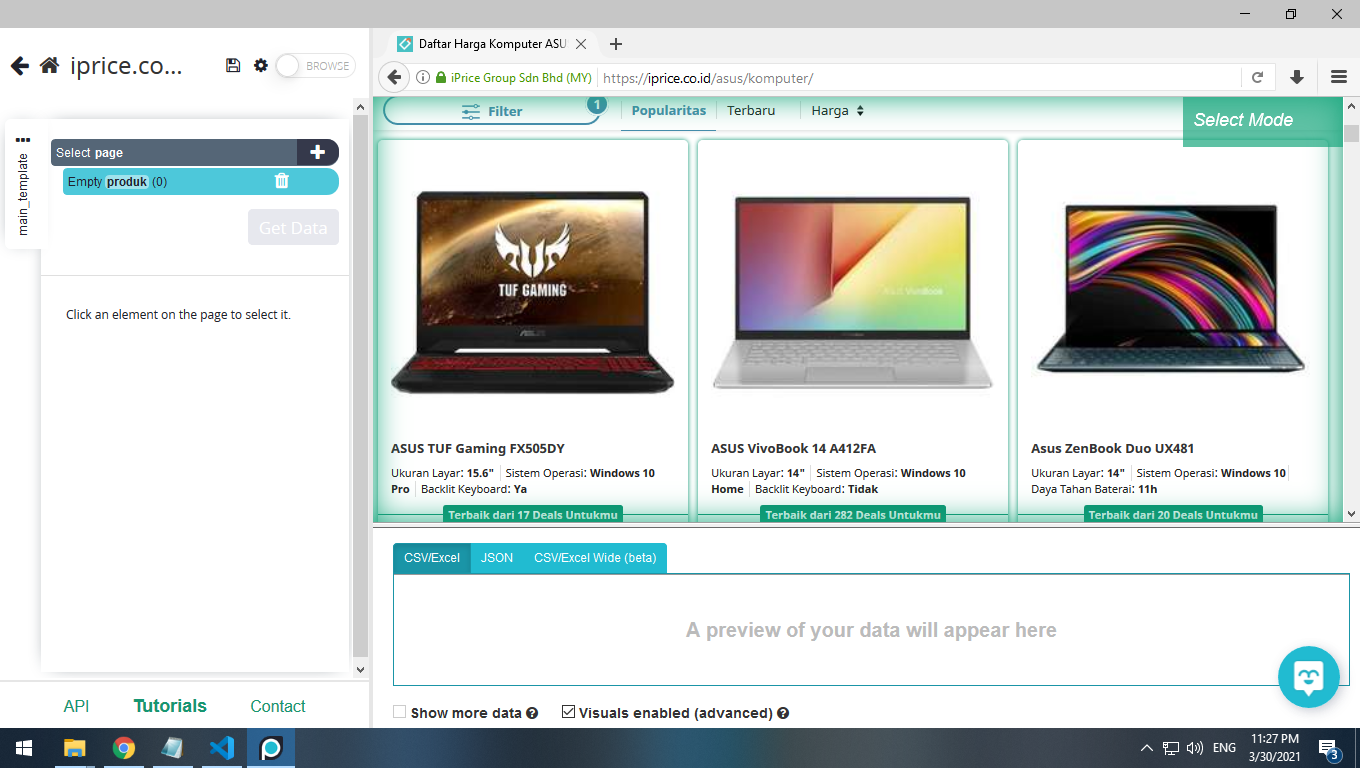 iprice.co...
BROWSE
main_template
Select page
Empty produk (0)
Get Data
Click an element on the page to select it.
API
Tutorials
Contact
Daftar Harga Komputer ASU
iPrice Group Sdn Bhd (MY)
https://iprice.co.id/asus/komputer/
Filter
1
Popularitas
Terbaru
Harga
Select Mode
TUF GAMING
ASUS
Asus VivoBook
ASUS TUF Gaming FX505DY
Ukuran Layar: 15.6" Sistem Operasi: Windows 10
Pro Backlit Keyboard: Ya
Terbaik dari 17 Deals Untukmu
ASUS VivoBook 14 A412FA
Ukuran Layar: 14" Sistem Operasi: Windows 10
Home Backlit Keyboard: Tidak
Terbaik dari 282 Deals Untukmu
Asus ZenBook Duo UX481
Ukuran Layar: 14" Sistem Operasi: Windows 10
Daya Tahan Baterai: 11h
Terbaik dari 20 Deals Untukmu
CSV/Excel
JSON
CSV/Excel Wide (beta)
A preview of your data will appear here
Show more data
Visuals enabled (advanced)
ENG
11:27 PM
3/30/2021
3